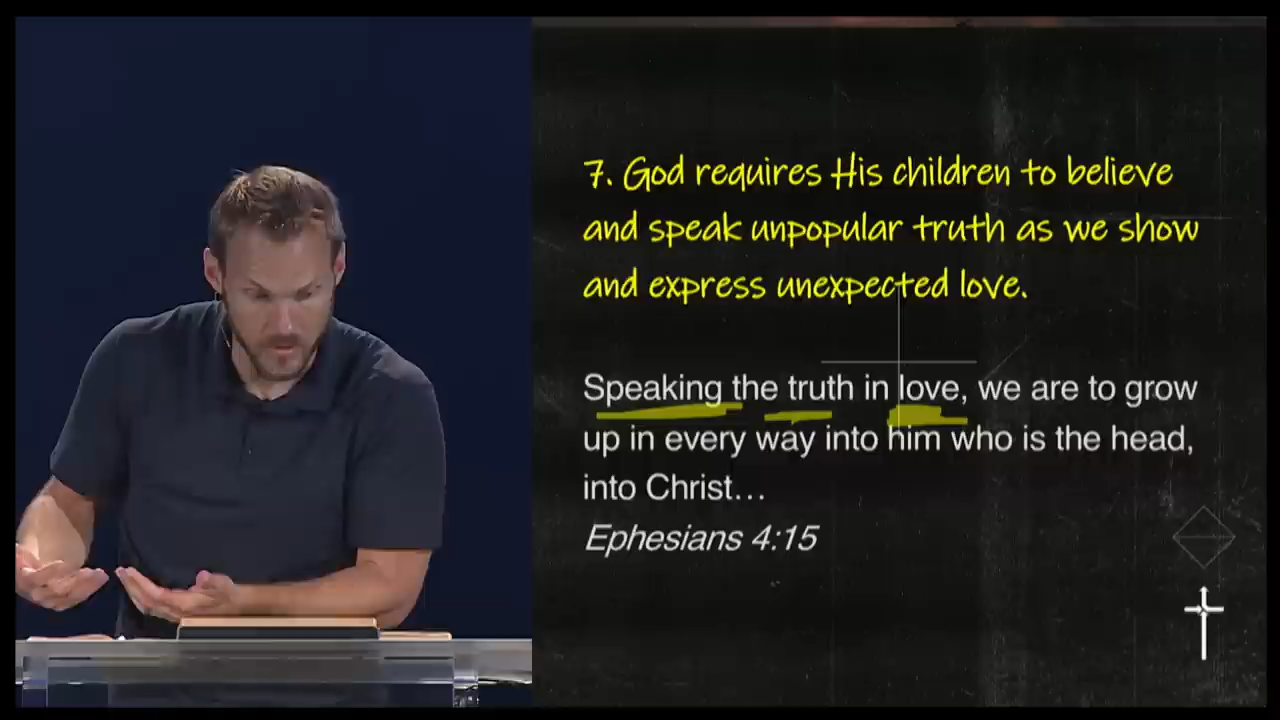 7. God requires His children to believe
and speak unpopular truth as we show
and express unexpected love.
Speaking the truth in love, we are to grow
up in every way into him who is the head,
into Christ…
Ephesians 4:15